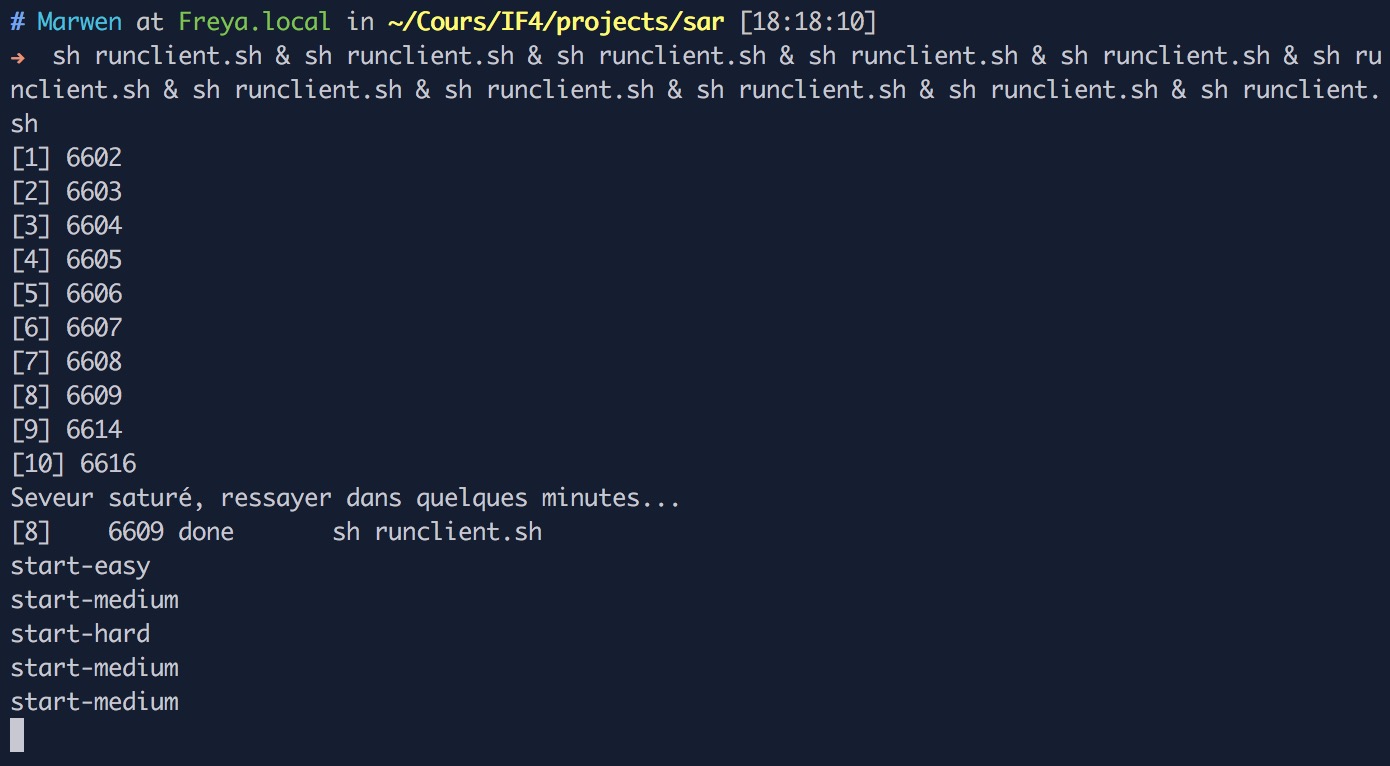 # Marwen at Freya.local in ~/Cours/IF4/projects/sar [18:18:10]
→ sh runclient.sh & sh runclient.sh & sh runclient.sh & sh runclient.sh & sh runclient.sh & sh ru
nclient.sh & sh runclient.sh & sh runclient.sh & sh runclient.sh & sh runclient.sh & sh runclient.
sh
[1] 6602
[2] 6603
[3] 6604
[4] 6605
[5] 6606
[6] 6607
[7] 6608
[8] 6609
[9] 6614
[10] 6616
Seveur saturé, ressayer dans quelques minutes...
[8] 6609 done sh runclient.sh
start-easy
start-medium
start-hard
start-medium
start-medium